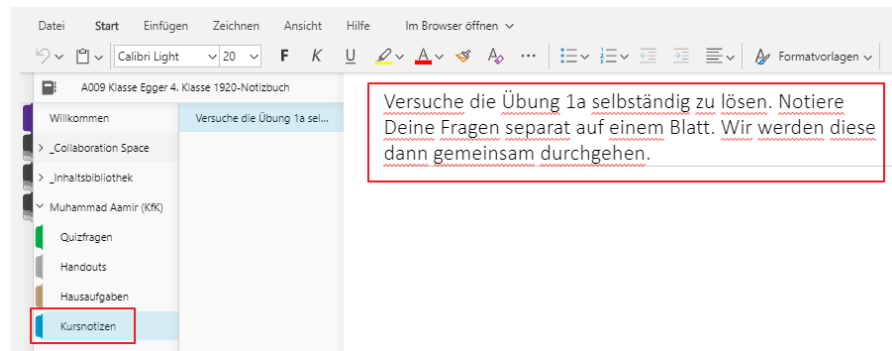 Datei Start Einfügen Zeichnen Ansicht Hilfe Im Browser öffnen
Calibri Light 20 F K U A A Formatvorlagen
A009 Klasse Egger 4. Klasse 1920-Notizbuch
Willkommen
_Collaboration Space
_Inhaltsbibliothek
Muhammad Aamir (KfK)
Quizfragen
Handouts
Hausaufgaben
Kursnotizen
Versuche die Übung 1a sel...
Versuche die Übung 1a selbständig zu lösen. Notiere
Deine Fragen separat auf einem Blatt. Wir werden diese
dann gemeinsam durchgehen.